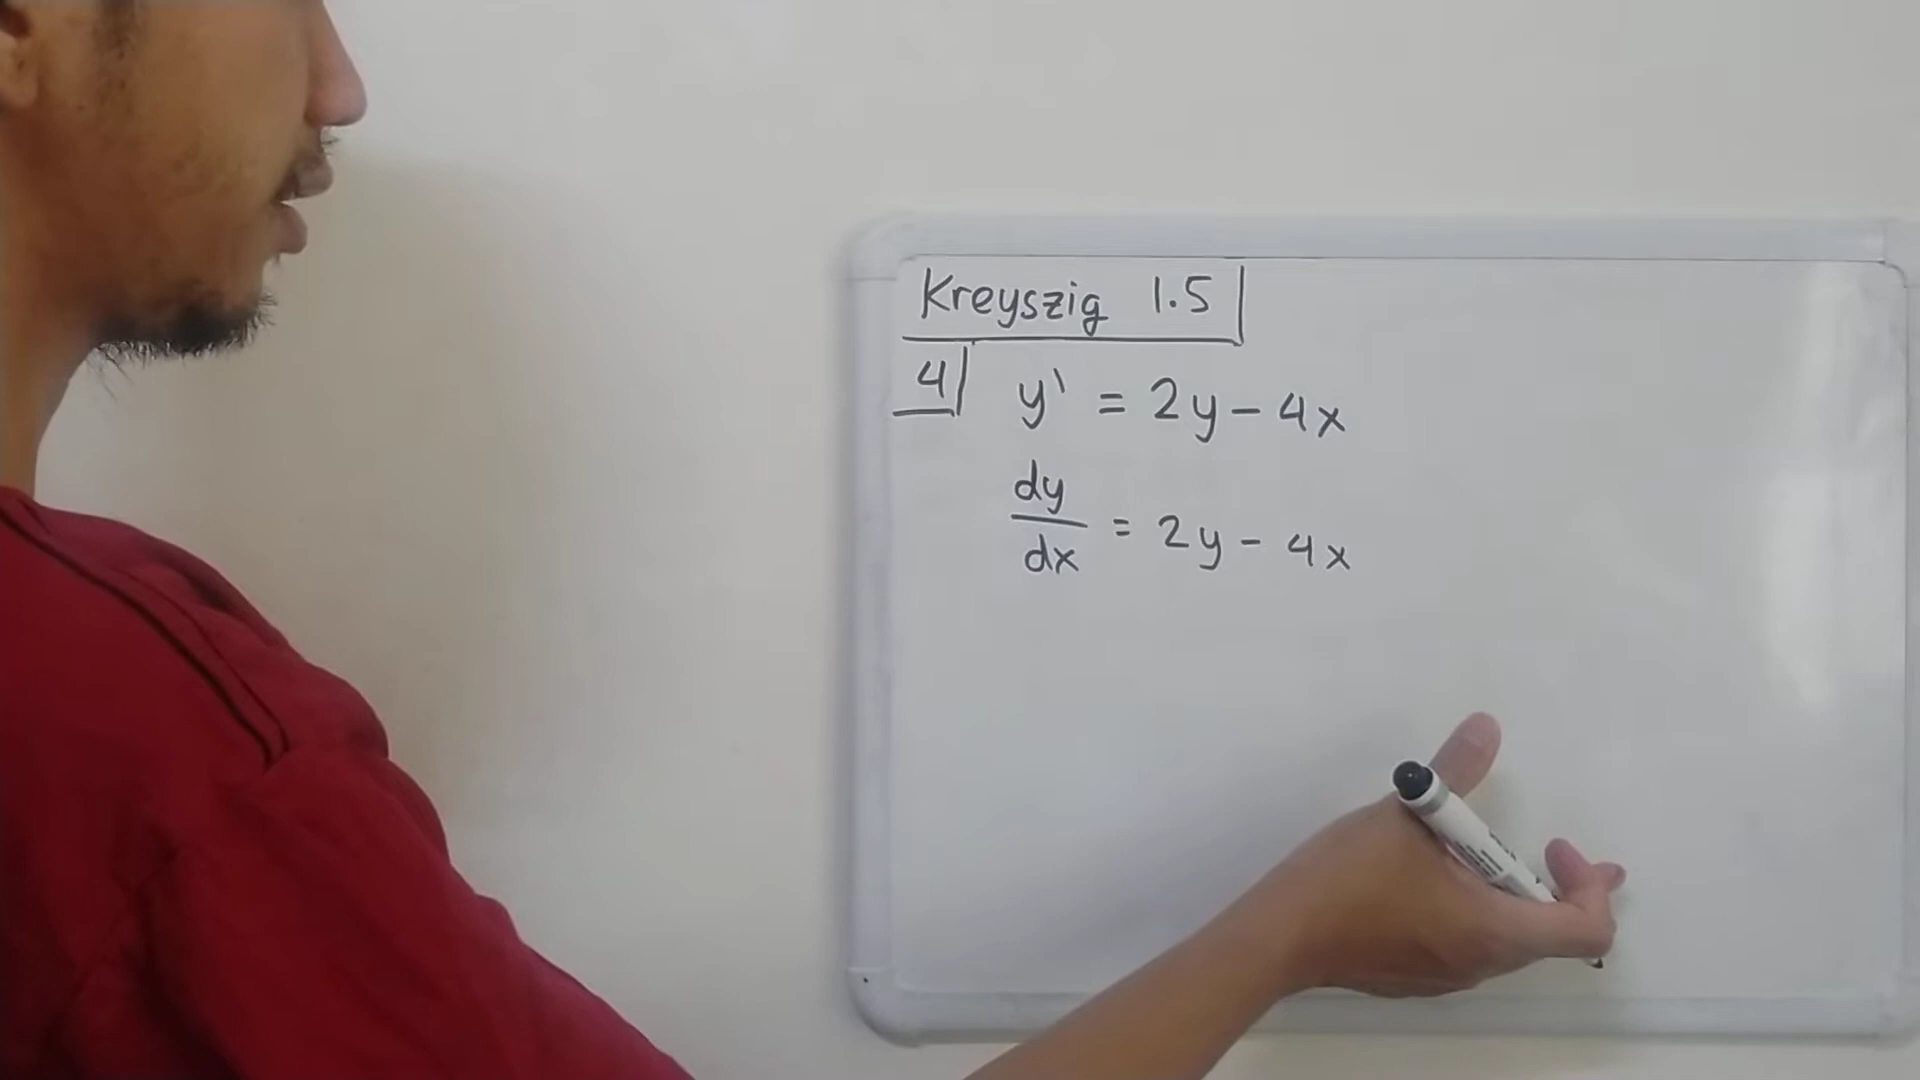 Kreyszig 1.5
4 y' = 2y - 4x
dy
dx = 2y - 4x